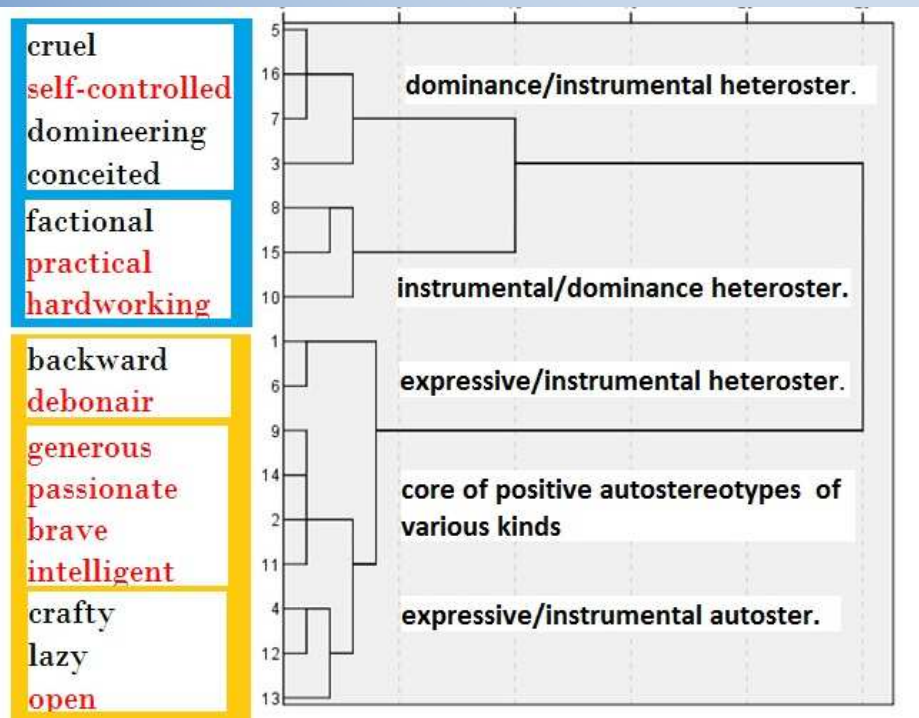 cruel
self-controlled
domineering
conceited
factional
practical
hardworking
backward
debonair
generous
passionate
brave
intelligent
crafty
lazy
open
5
16
7
3
8
15
10
1
6
9
14
2
11
4
12
13
dominance/instrumental heteroster.
instrumental/dominance heteroster.
expressive/instrumental heteroster.
core of positive autostereotypes of
various kinds
expressive/instrumental autoster.